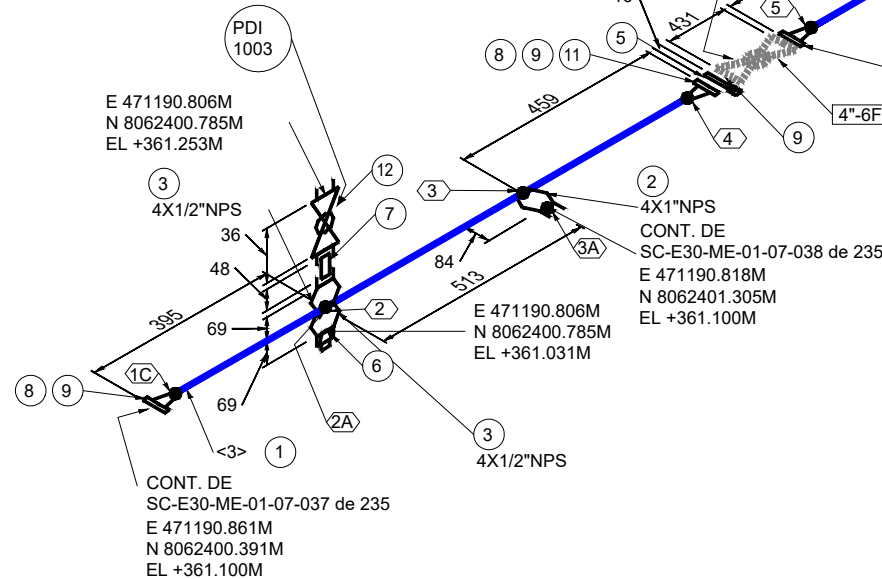 PDI
1003
E 471190.806M
N 8062400.785M
EL +361.253M
3
4X1/2"NPS
12
7
36
48
69
69
395
2
2A
6
3
4X1/2"NPS
8
9
1C
<3>
1
CONT. DE
SC-E30-ME-01-07-037 de 235
E 471190.861M
N 8062400.391M
EL +361.100M
E 471190.806M
N 8062400.785M
EL +361.031M
513
84
459
3
3A
2
4X1"NPS
CONT. DE
SC-E30-ME-01-07-038 de 235
E 471190.818M
N 8062401.305M
EL +361.100M
8
9
11
5
431
5
4
9
4"-6F